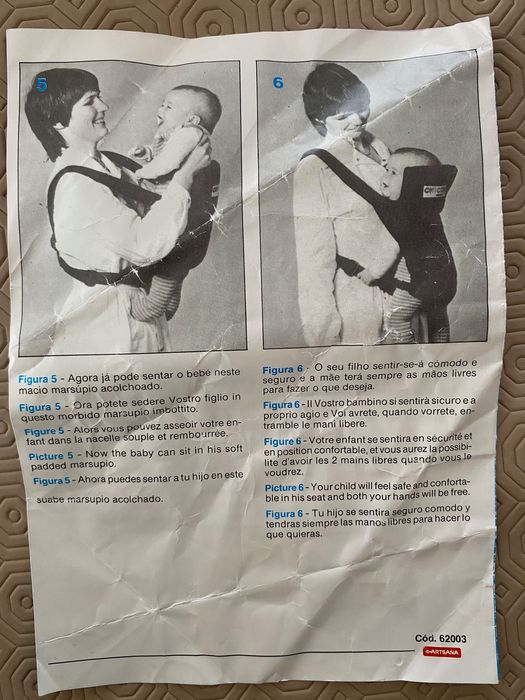 5
Figura 5 - Agora já pode sentar o bebé neste
macio marsúpio acolchoado.
Figura 5 - Ora potete sedere Vostro figlio in
questo morbido marsupio imbottito.
Figure 5 - Alors vous pouvez asseoir votre en-
fant dans la nacelle souple et rembourrée.
Picture 5 - Now the baby can sit in his soft
padded marsupio.
Figura 5 - Ahora puedes sentar a tu hijo en este
suabe marsupio acolchado.
6
CHICCO
Figura 6 - O seu filho sentir-se-á cómodo e
seguro e a mãe terá sempre as mãos livres
para fazer o que deseja.
Figura 6 - Il Vostro bambino si sentirà sicuro e a
proprio agio e Voi avrete, quando vorrete, en-
tramble le mani libere.
Figure 6 - Votre enfant se sentira en sécurité et
en position confortable, et vous aurez la possibi-
lite d'avoir les 2 mains libres quando vous le
voudrez.
Picture 6 - Your child will feel safe and conforta-
ble in his seat and both your hands will be free.
Figura 6 - Tu hijo se sentira seguro comodo y
tendras siempre las manos libres para hacer lo
que quieras.
Cód. 62003
ARTSANA